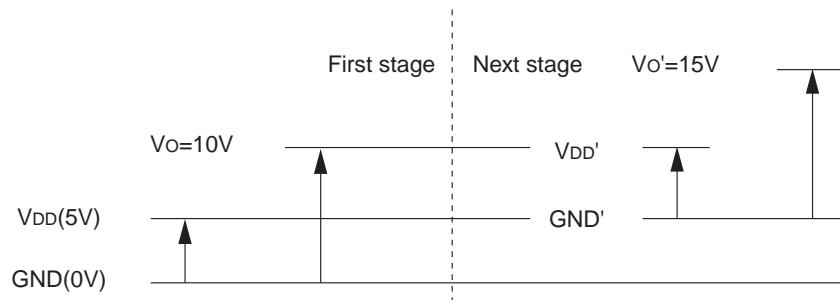 First stage
Next stage
VO'=15V
VO=10V
VDD'
VDD(5V)
GND'
GND(0V)